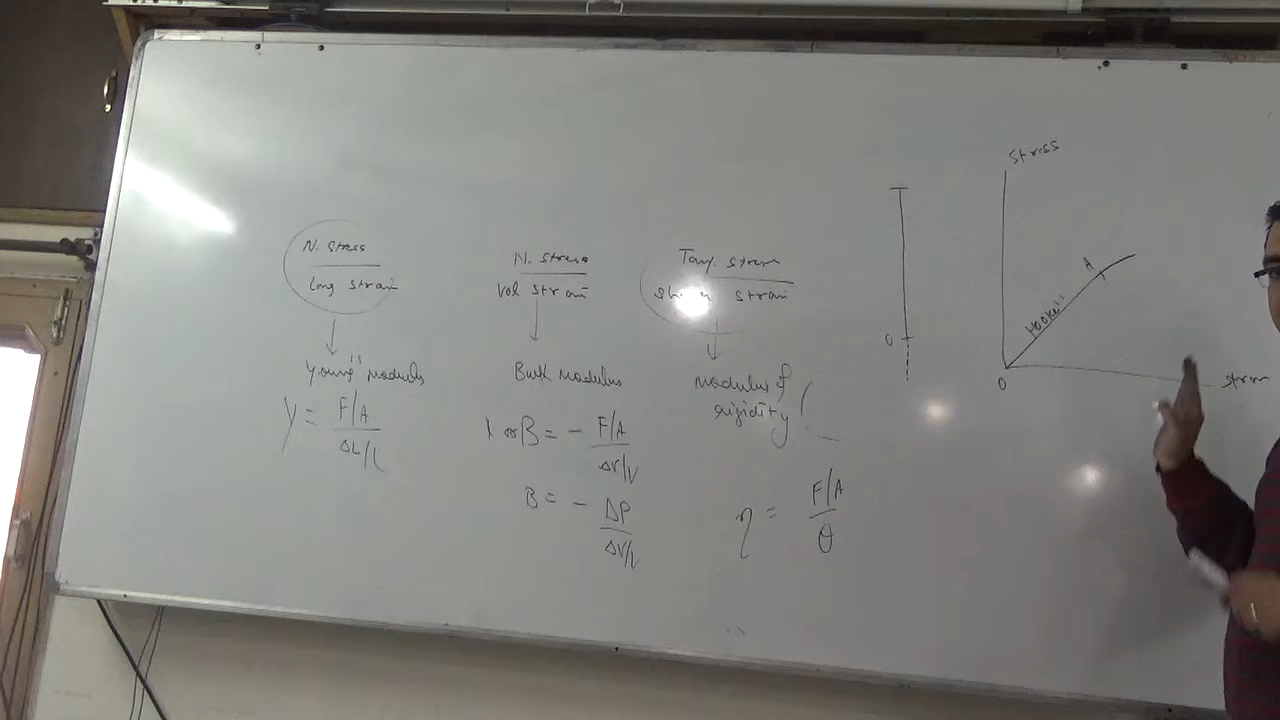 N. Stress
Long strain
Young's modulus
Y = F/A
ΔL/L
N. Stress
Vol strain
Bulk Modulus
B = - F/A
ΔV/V
B = - ΔP
ΔV/V
Tang. stress
strain
modulus of
rigidity
η = F/A
θ
0
Stress
A
Hooke's
0
strain